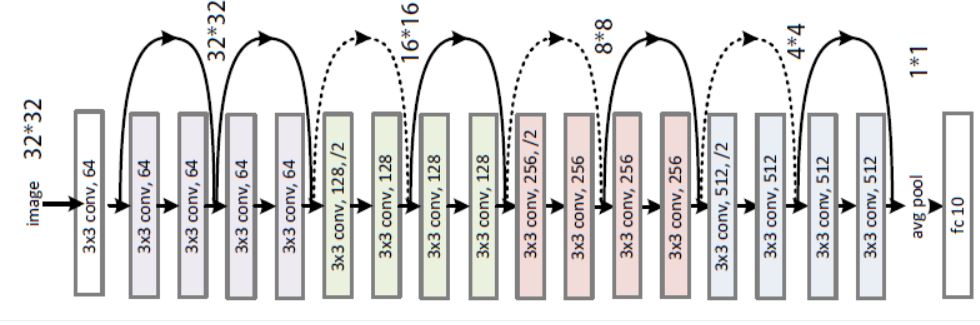 image
32*32
3x3 conv, 64
3x3 conv, 64
3x3 conv, 64
32*32
3x3 conv, 64
3x3 conv, 64
3x3 conv, 128, /2
3x3 conv, 128
16*16
3x3 conv, 128
3x3 conv, 128
3x3 conv, 256, /2
3x3 conv, 256
8*8
3x3 conv, 256
3x3 conv, 256
3x3 conv, 512, /2
3x3 conv, 512
4*4
3x3 conv, 512
3x3 conv, 512
avg pool
1*1
fc 10